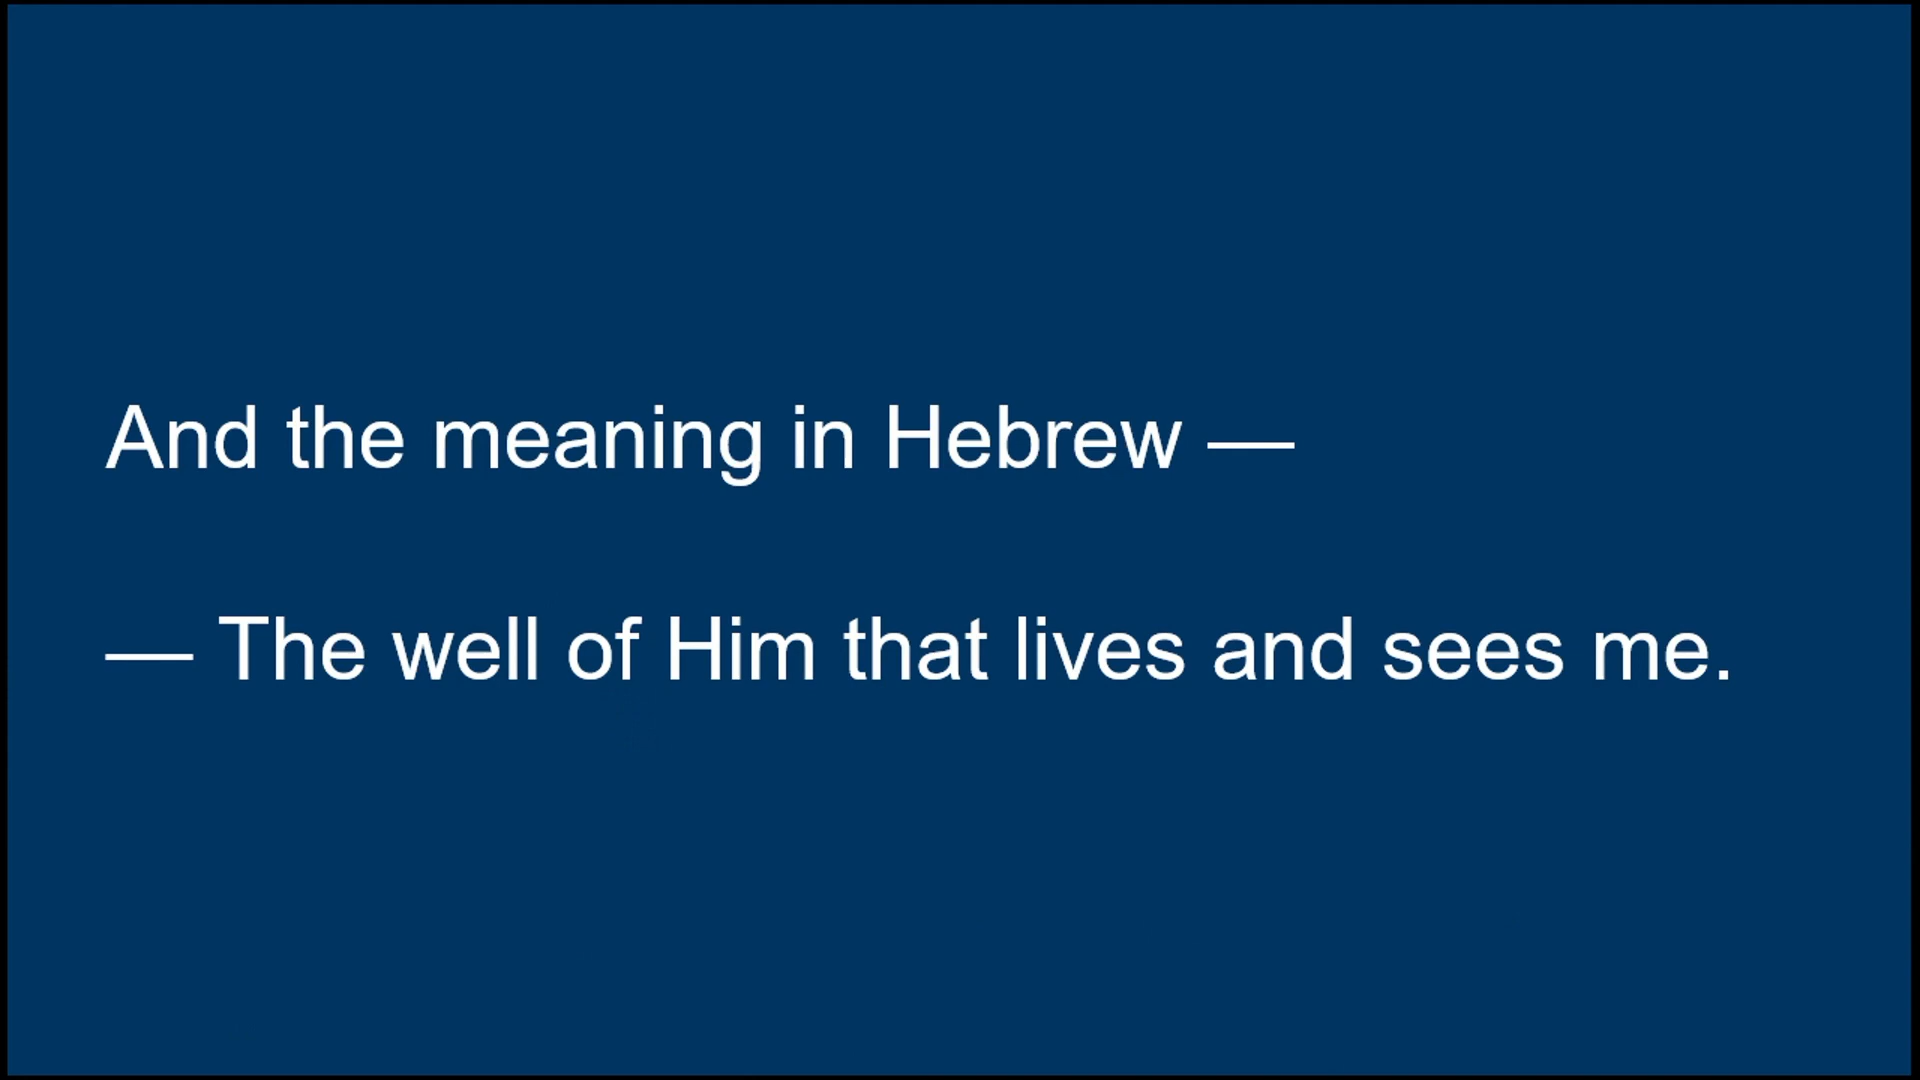 And the meaning in Hebrew —
— The well of Him that lives and sees me.